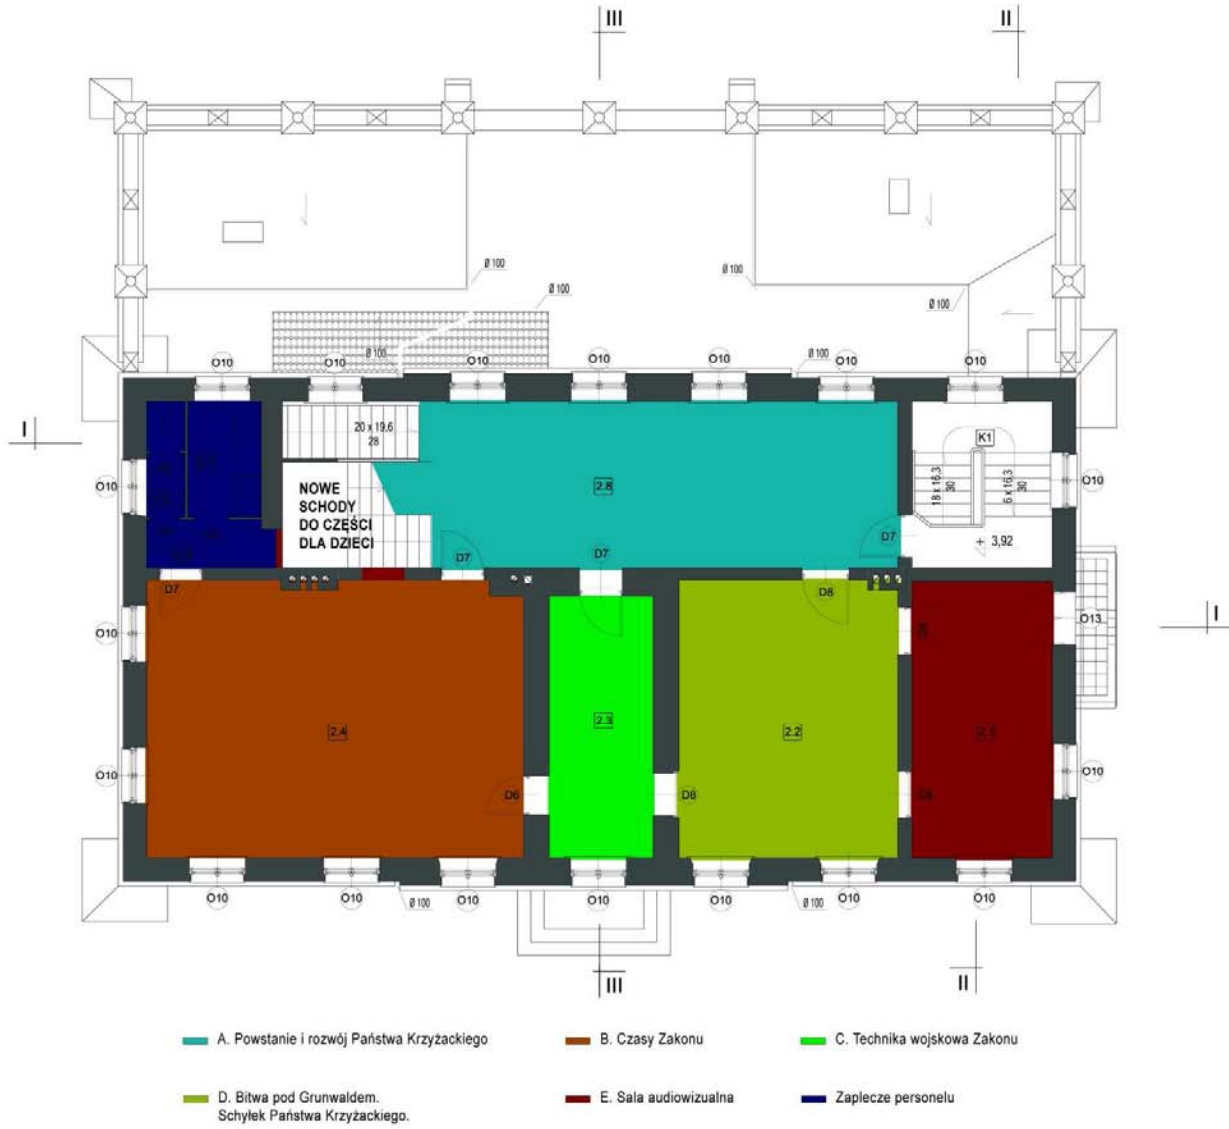 III
II
Ø 100
Ø 100
Ø 100
Ø 100
Ø 100
Ø 100
O10
O10
O10
O10
O10
O10
O10
I
20 x 19,6
28
K1
18 x 16,3
30
6 x 16,3
30
O10
O10
2.8
NOWE
SCHODY
DO CZĘŚCI
DLA DZIECI
D7
D7
D7
+ 3,92
D7
D8
O10
O13
I
2.4
2.3
2.2
O10
D6
D8
O10
O10
O10
Ø 100
O10
O10
O10
Ø 100
O10
O10
III
II
A. Powstanie i rozwój Państwa Krzyżackiego
B. Czasy Zakonu
C. Technika wojskowa Zakonu
D. Bitwa pod Grunwaldem.
Schyłek Państwa Krzyżackiego.
E. Sala audiowizualna
Zaplecze personelu